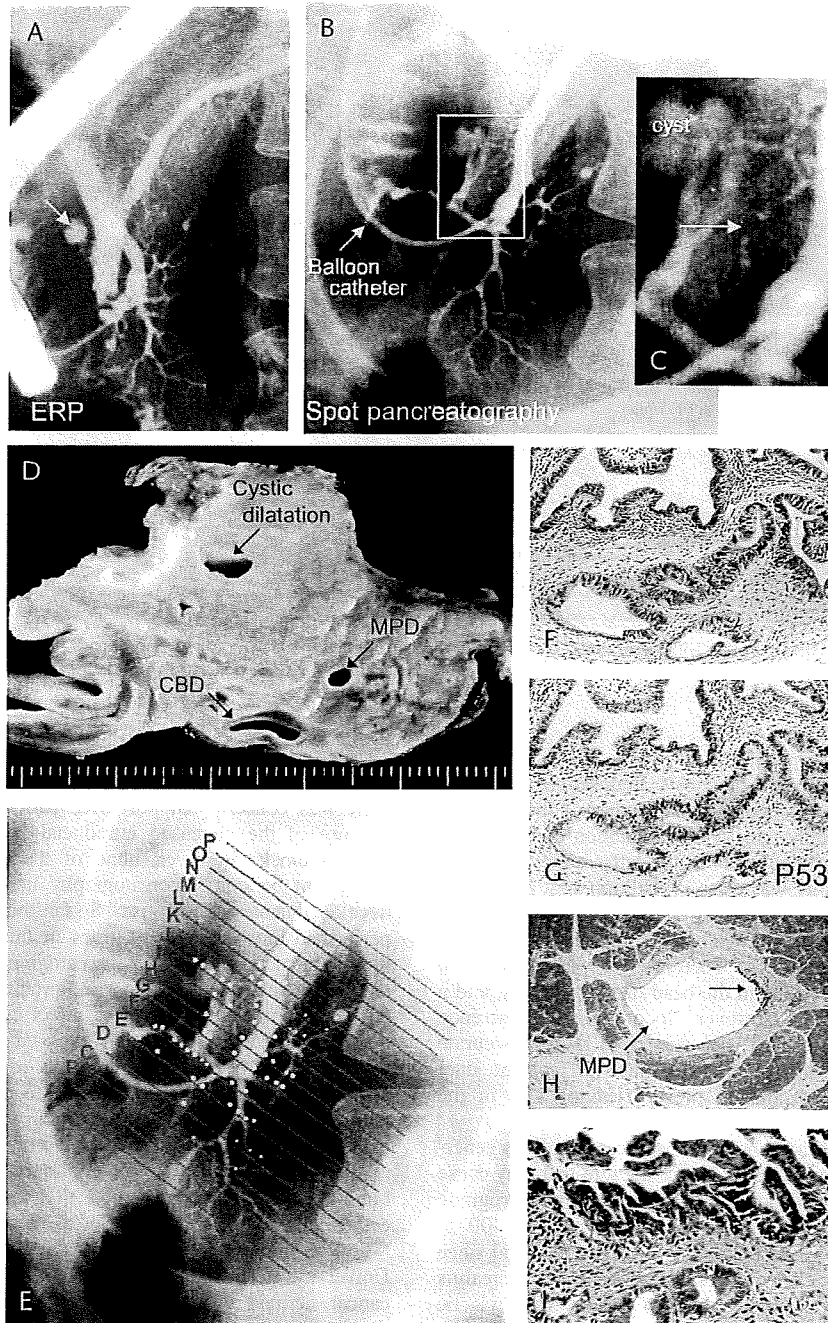 A
ERP
B
Balloon
catheter
Spot pancreatography
cyst
C
D
Cystic
dilatation
MPD
CBD
F
G
P53
H
MPD
I
P
O
N
M
L
K
H
G
F
E
D
C
E